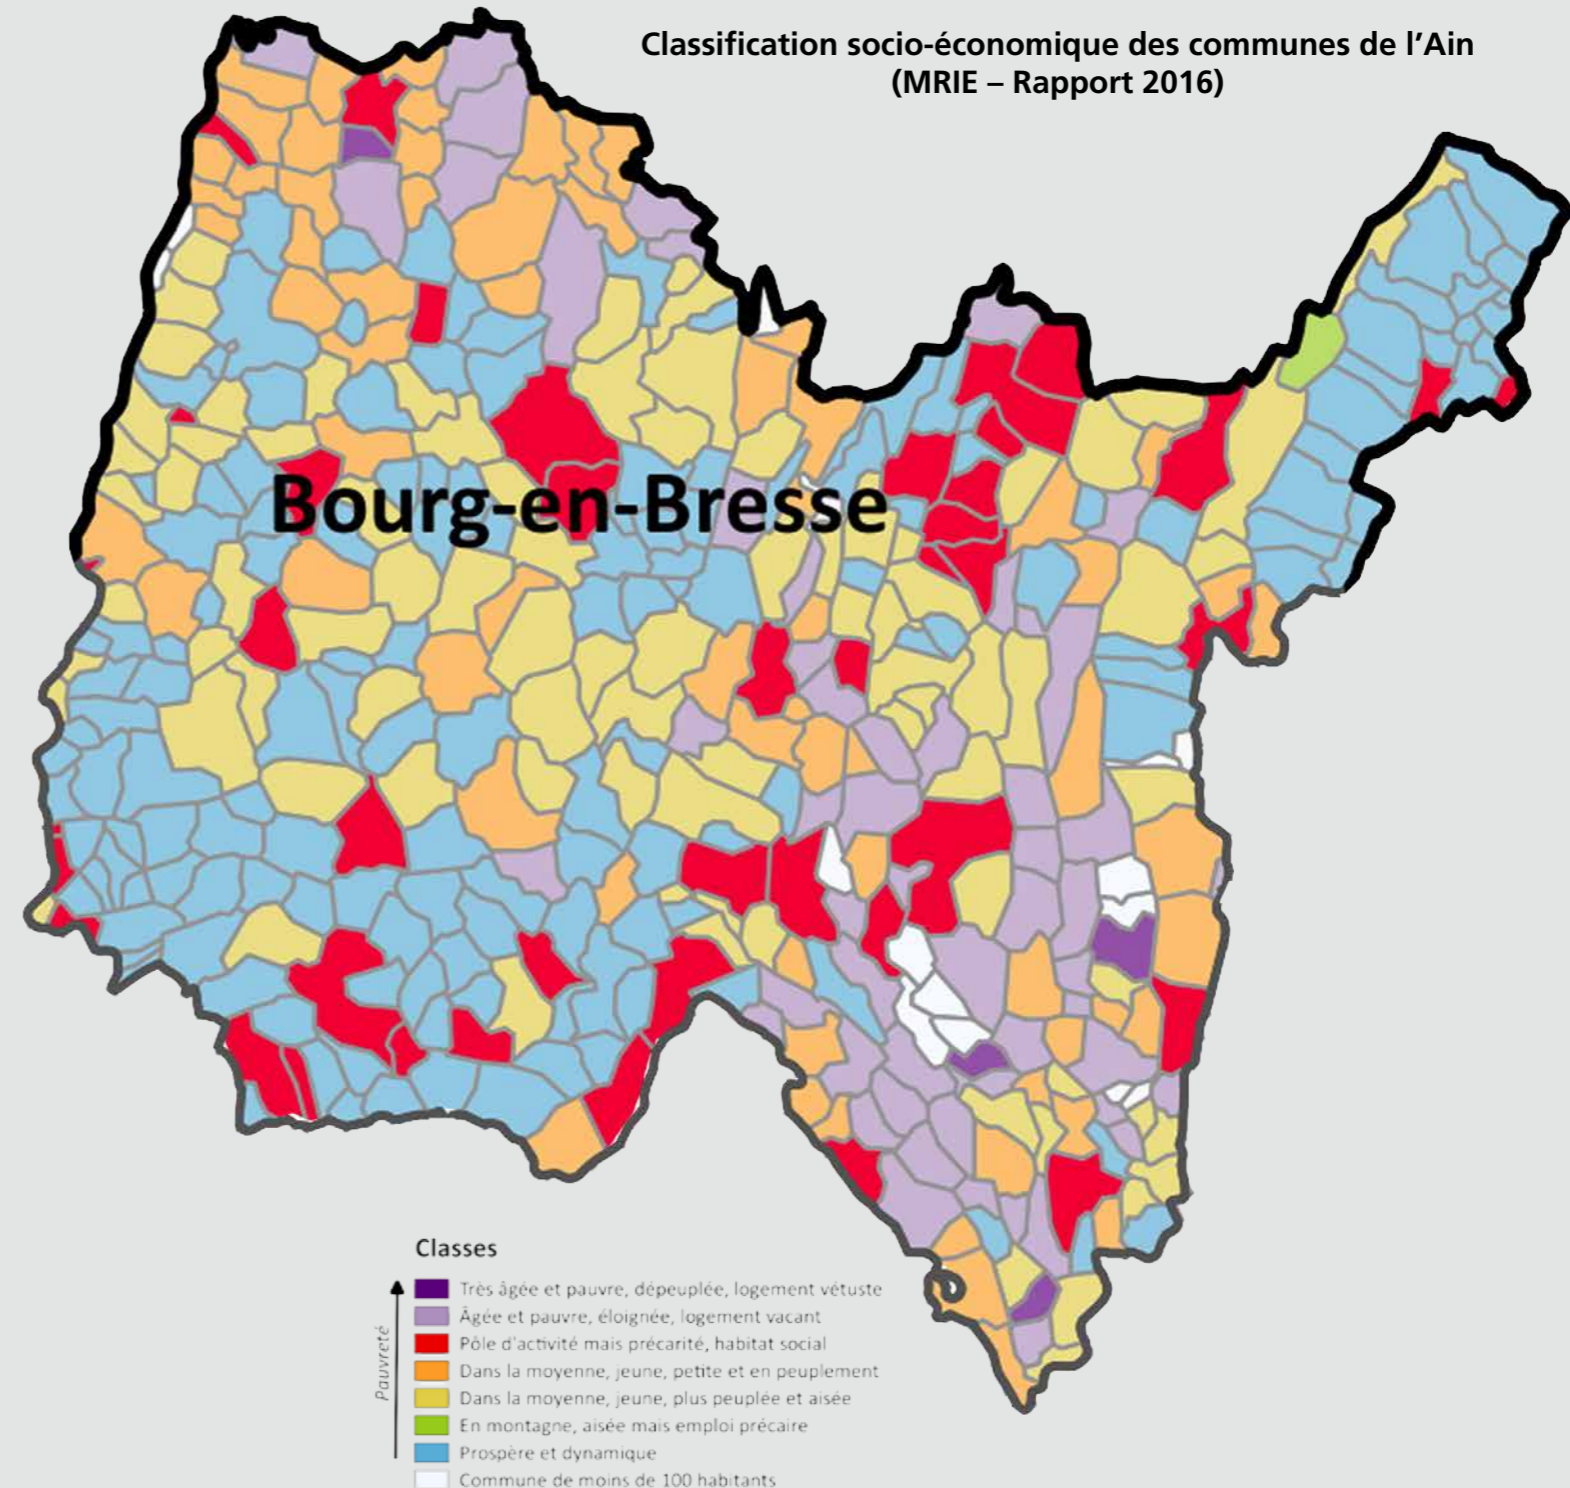 Classification socio-économique des communes de l’Ain
(MRIE – Rapport 2016)
Bourg-en-Bresse
Classes
Pauvreté
Très âgée et pauvre, dépeuplée, logement vétuste
Âgée et pauvre, éloignée, logement vacant
Pôle d'activité mais précarité, habitat social
Dans la moyenne, jeune, petite et en peuplement
Dans la moyenne, jeune, plus peuplée et aisée
En montagne, aisée mais emploi précaire
Prospère et dynamique
Commune de moins de 100 habitants